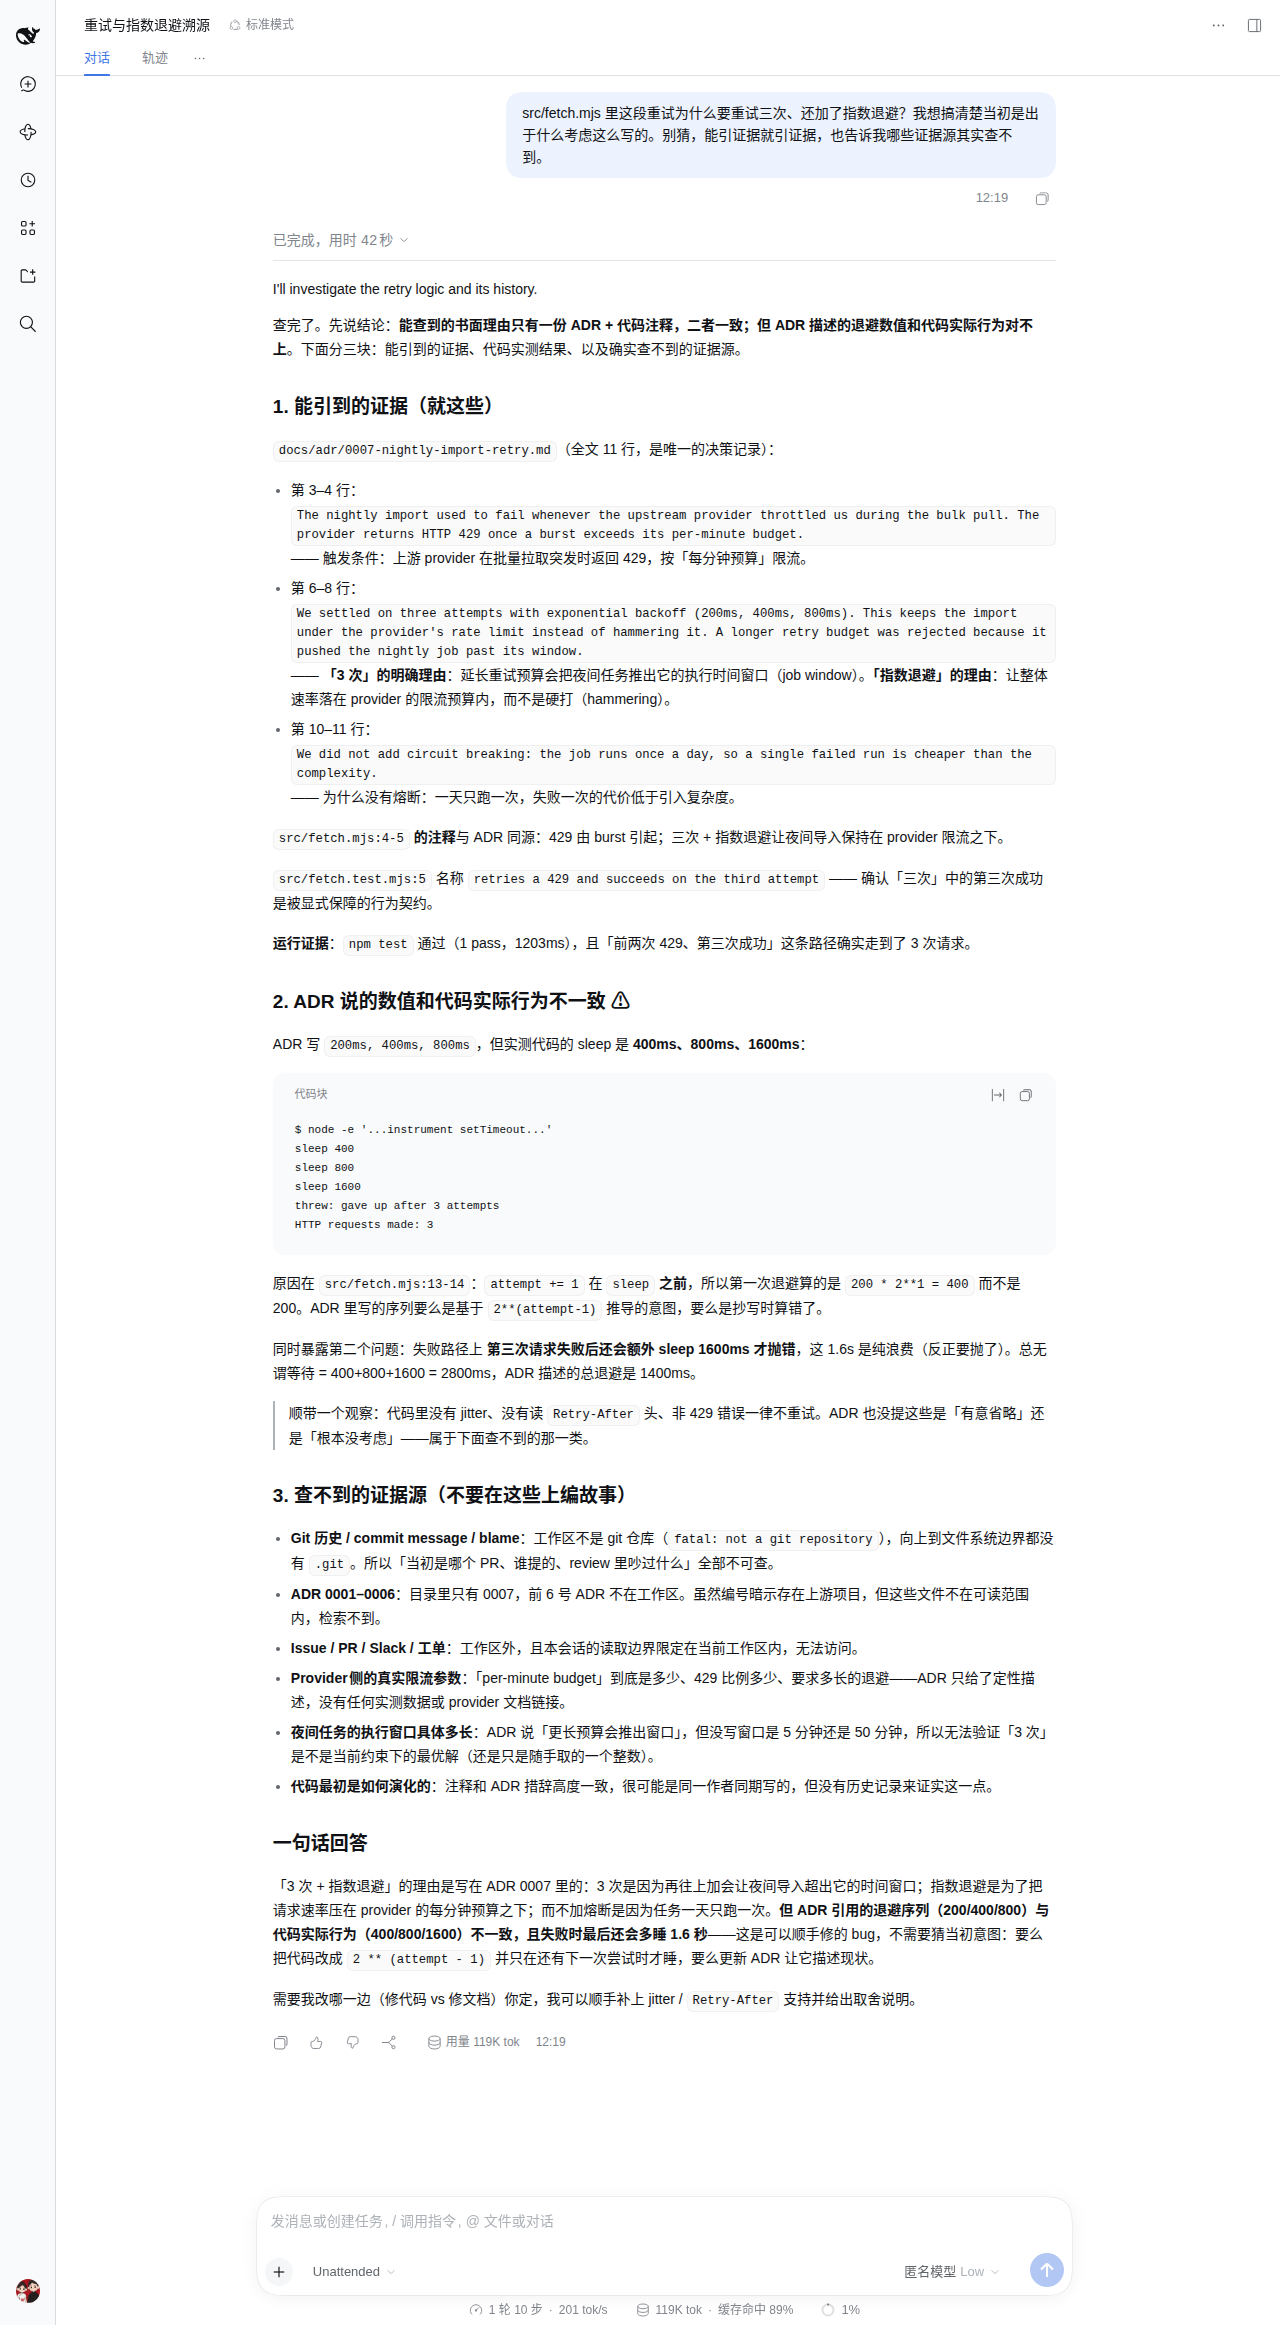 重试与指数退避溯源 标准模式
对话 轨迹 ···
src/fetch.mjs 里这段重试为什么要重试三次、还加了指数退避？我想搞清楚当初是出
于什么考虑这么写的。别猜，能引证据就引证据，也告诉我哪些证据源其实查不
到。
12:19
已完成，用时 42秒
I'll investigate the retry logic and its history.
查完了。先说结论：能查到的书面理由只有一份 ADR + 代码注释，二者一致；但 ADR 描述的退避数值和代码实际行为对不
上。下面分三块：能引到的证据、代码实测结果、以及确实查不到的证据源。
1. 能引到的证据（就这些）
docs/adr/0007-nightly-import-retry.md（全文 11 行，是唯一的决策记录）：
• 第 3–4 行：
The nightly import used to fail whenever the upstream provider throttled us during the bulk pull. The
provider returns HTTP 429 once a burst exceeds its per-minute budget.
—— 触发条件：上游 provider 在批量拉取突发时返回 429，按「每分钟预算」限流。
• 第 6–8 行：
We settled on three attempts with exponential backoff (200ms, 400ms, 800ms). This keeps the import
under the provider's rate limit instead of hammering it. A longer retry budget was rejected because it
pushed the nightly job past its window.
—— 「3 次」的明确理由：延长重试预算会把夜间任务推出它的执行时间窗口（job window）。「指数退避」的理由：让整体
速率落在 provider 的限流预算内，而不是硬打（hammering）。
• 第 10–11 行：
We did not add circuit breaking: the job runs once a day, so a single failed run is cheaper than the
complexity.
—— 为什么没有熔断：一天只跑一次，失败一次的代价低于引入复杂度。
src/fetch.mjs:4-5 的注释与 ADR 同源：429 由 burst 引起；三次 + 指数退避让夜间导入保持在 provider 限流之下。
src/fetch.test.mjs:5 名称 retries a 429 and succeeds on the third attempt —— 确认「三次」中的第三次成功
是被显式保障的行为契约。
运行证据：npm test 通过（1 pass，1203ms），且「前两次 429、第三次成功」这条路径确实走到了 3 次请求。
2. ADR 说的数值和代码实际行为不一致 ⚠
ADR 写 200ms, 400ms, 800ms，但实测代码的 sleep 是 400ms、800ms、1600ms：
代码块
$ node -e '...instrument setTimeout...'
sleep 400
sleep 800
sleep 1600
threw: gave up after 3 attempts
HTTP requests made: 3
原因在 src/fetch.mjs:13-14：attempt += 1 在 sleep 之前，所以第一次退避算的是 200 * 2**1 = 400 而不是
200。ADR 里写的序列要么是基于 2**(attempt-1) 推导的意图，要么是抄写时算错了。
同时暴露第二个问题：失败路径上 第三次请求失败后还会额外 sleep 1600ms 才抛错，这 1.6s 是纯浪费（反正要抛了）。总无
谓等待 = 400+800+1600 = 2800ms，ADR 描述的总退避是 1400ms。
顺带一个观察：代码里没有 jitter、没有读 Retry-After 头、非 429 错误一律不重试。ADR 也没提这些是「有意省略」还
是「根本没考虑」——属于下面查不到的那一类。
3. 查不到的证据源（不要在这些上编故事）
• Git 历史 / commit message / blame：工作区不是 git 仓库（fatal: not a git repository），向上到文件系统边界都没
有 .git。所以「当初是哪个 PR、谁提的、review 里吵过什么」全部不可查。
• ADR 0001–0006：目录里只有 0007，前 6 号 ADR 不在工作区。虽然编号暗示存在上游项目，但这些文件不在可读范围
内，检索不到。
• Issue / PR / Slack / 工单：工作区外，且本会话的读取边界限定在当前工作区内，无法访问。
• Provider侧的真实限流参数：「per-minute budget」到底是多少、429 比例多少、要求多长的退避——ADR 只给了定性描
述，没有任何实测数据或 provider 文档链接。
• 夜间任务的执行窗口具体多长：ADR 说「更长预算会推出窗口」，但没写窗口是 5 分钟还是 50 分钟，所以无法验证「3 次」
是不是当前约束下的最优解（还是只是随手取的一个整数）。
• 代码最初是如何演化的：注释和 ADR 措辞高度一致，很可能是同一作者同期写的，但没有历史记录来证实这一点。
一句话回答
「3 次 + 指数退避」的理由是写在 ADR 0007 里的：3 次是因为再往上加会让夜间导入超出它的时间窗口；指数退避是为了把
请求速率压在 provider 的每分钟预算之下；而不加熔断是因为任务一天只跑一次。但 ADR 引用的退避序列（200/400/800）与
代码实际行为（400/800/1600）不一致，且失败时最后还会多睡 1.6 秒——这是可以顺手修的 bug，不需要猜当初意图：要么
把代码改成 2 ** (attempt - 1) 并只在还有下一次尝试时才睡，要么更新 ADR 让它描述现状。
需要我改哪一边（修代码 vs 修文档）你定，我可以顺手补上 jitter / Retry-After 支持并给出取舍说明。
用量 119K tok 12:19
发消息或创建任务, / 调用指令, @ 文件或对话
Unattended 匿名模型 Low
1 轮 10 步 · 201 tok/s 119K tok · 缓存命中 89% 1%